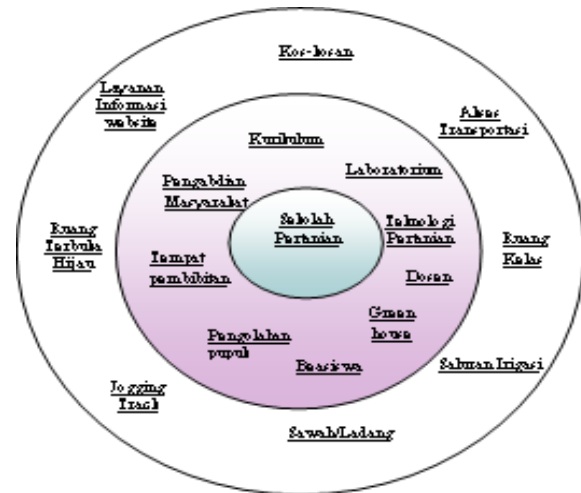 Kos-kosan
Layanan
Informasi
website
Akses
Transportasi
Kurikulum
Laboratorium
Pengabdian
Masyarakat
Sekolah
Pertanian
Teknologi
Pertanian
Ruang
Terbuka
Hijau
Ruang
Kelas
Tempat
pembibitan
Dosen
Green
house
Pengolahan
pupuk
Beasiswa
Saluran Irigasi
Jogging
Track
Sawah/Ladang